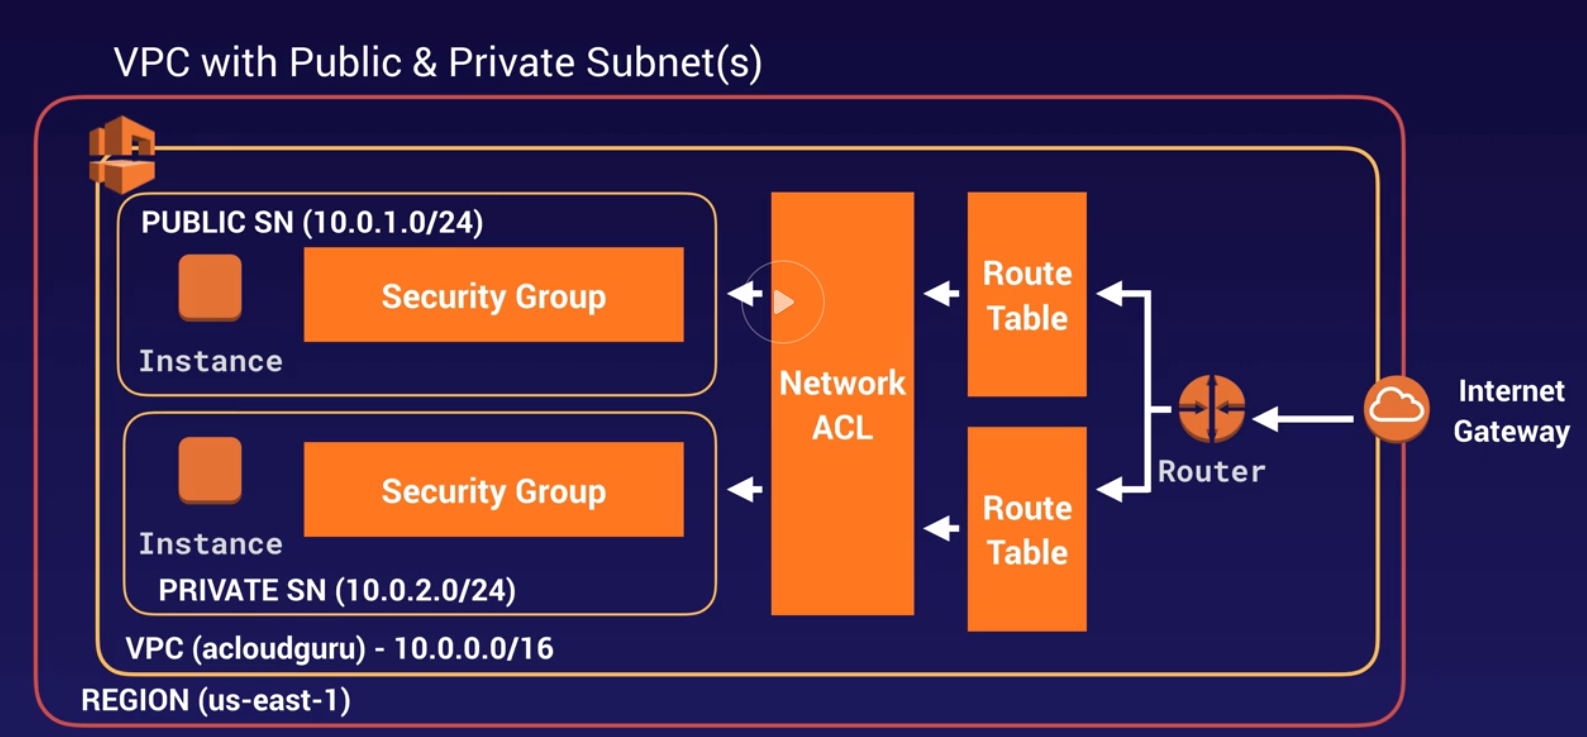 VPC with Public & Private Subnet(s)
PUBLIC SN (10.0.1.0/24)
Security Group
Instance
Security Group
Instance
PRIVATE SN (10.0.2.0/24)
VPC (acloudguru) - 10.0.0.0/16
REGION (us-east-1)
Network
ACL
Route
Table
Route
Table
Router
Internet
Gateway